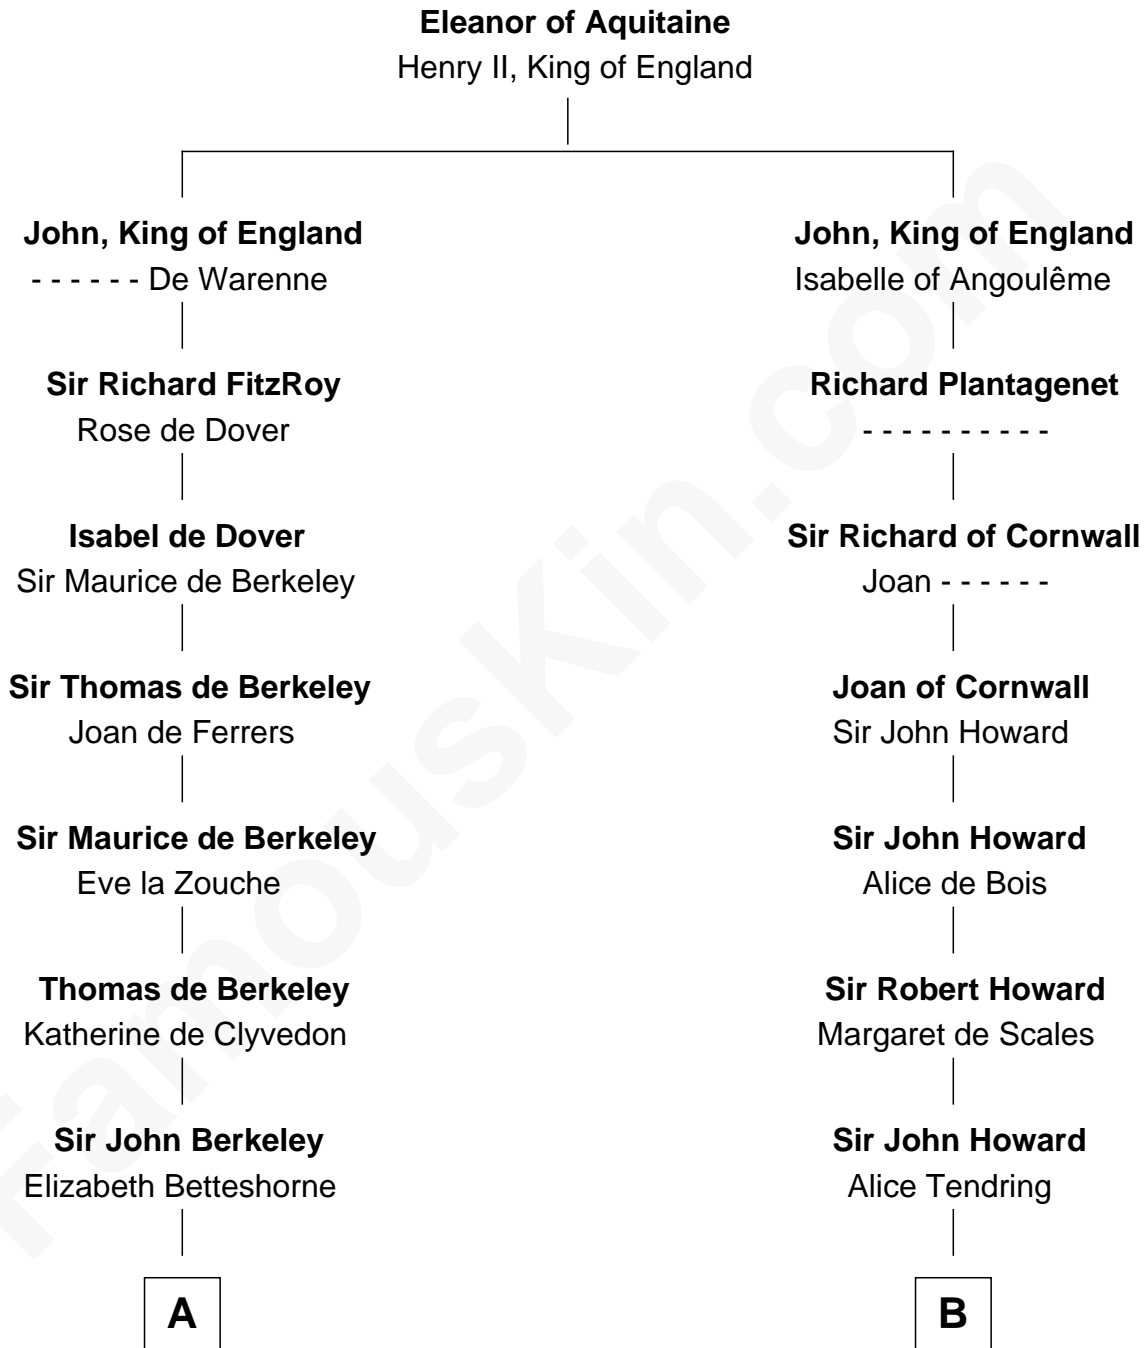 Eleanor of Aquitaine
Henry II, King of England
John, King of England
- - - - - - De Warenne
Sir Richard FitzRoy
Rose de Dover
Isabel de Dover
Sir Maurice de Berkeley
Sir Thomas de Berkeley
Joan de Ferrers
Sir Maurice de Berkeley
Eve la Zouche
Thomas de Berkeley
Katherine de Clyvedon
Sir John Berkeley
Elizabeth Betteshorne
A
John, King of England
Isabelle of Angoulême
Richard Plantagenet
- - - - - - - - - -
Sir Richard of Cornwall
Joan - - - - - -
Joan of Cornwall
Sir John Howard
Sir John Howard
Alice de Bois
Sir Robert Howard
Margaret de Scales
Sir John Howard
Alice Tendring
B
FamousKin.com